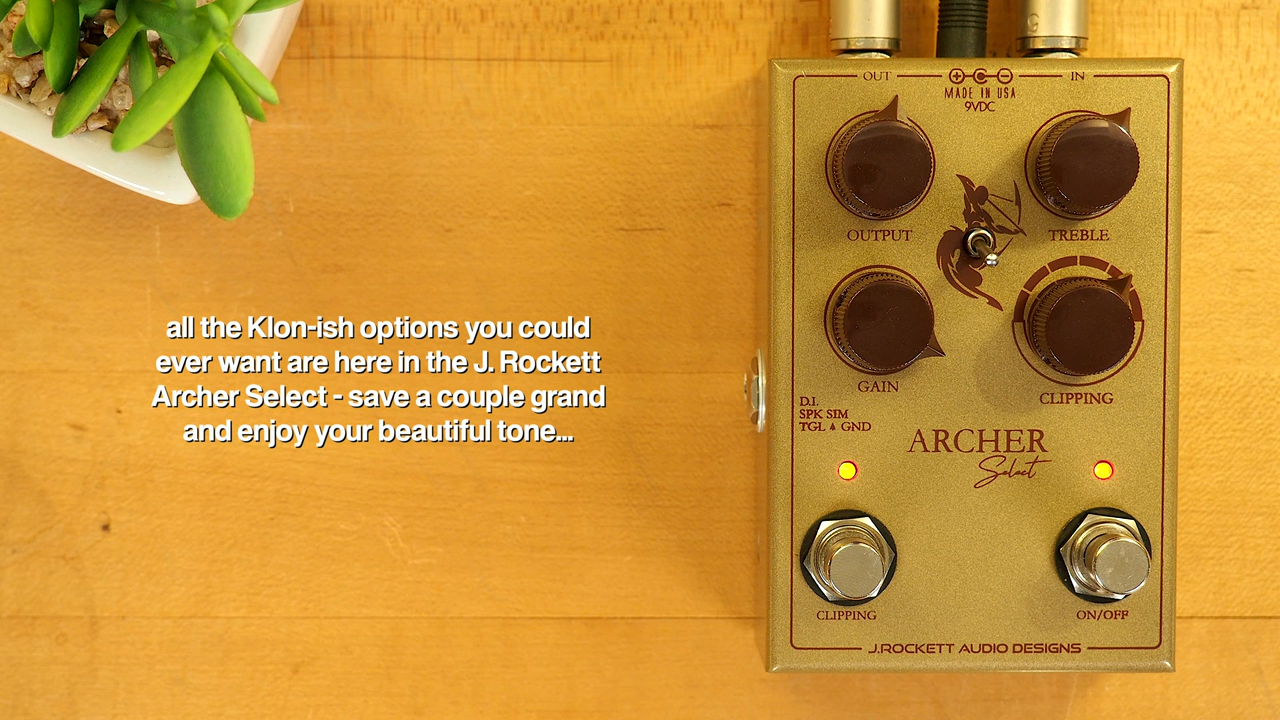 all the Klon-ish options you could
ever want are here in the J. Rockett
Archer Select - save a couple grand
and enjoy your beautiful tone...
OUT
IN
MADE IN USA
9VDC
OUTPUT
TREBLE
GAIN
CLIPPING
D.I.
SPK SIM
TGL GND
ARCHER
Select
CLIPPING
ON/OFF
J.ROCKETT AUDIO DESIGNS